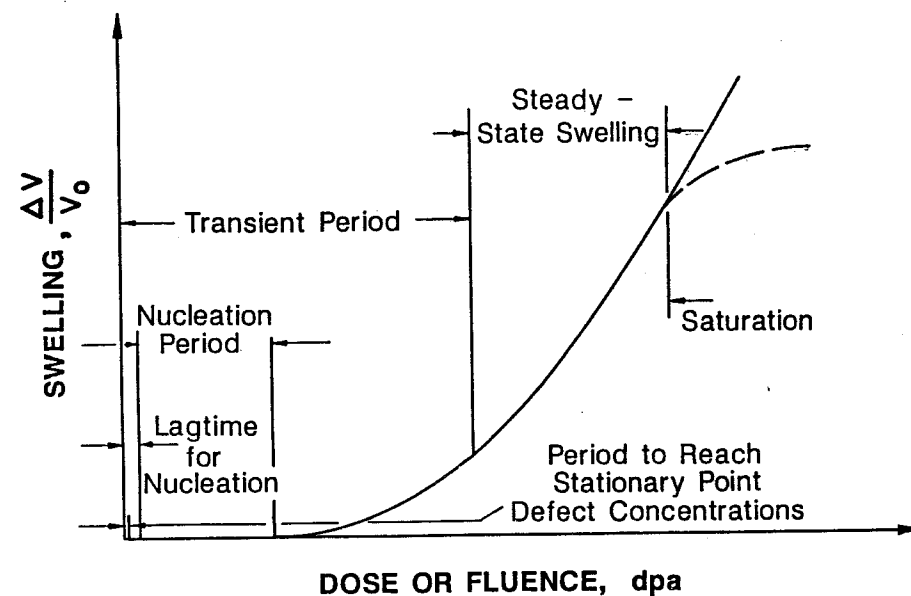 Steady –
State Swelling
Transient Period
Saturation
Nucleation
Period
Lagtime
for
Nucleation
Period to Reach
Stationary Point
Defect Concentrations
SWELLING, ΔV
V₀
DOSE OR FLUENCE, dpa